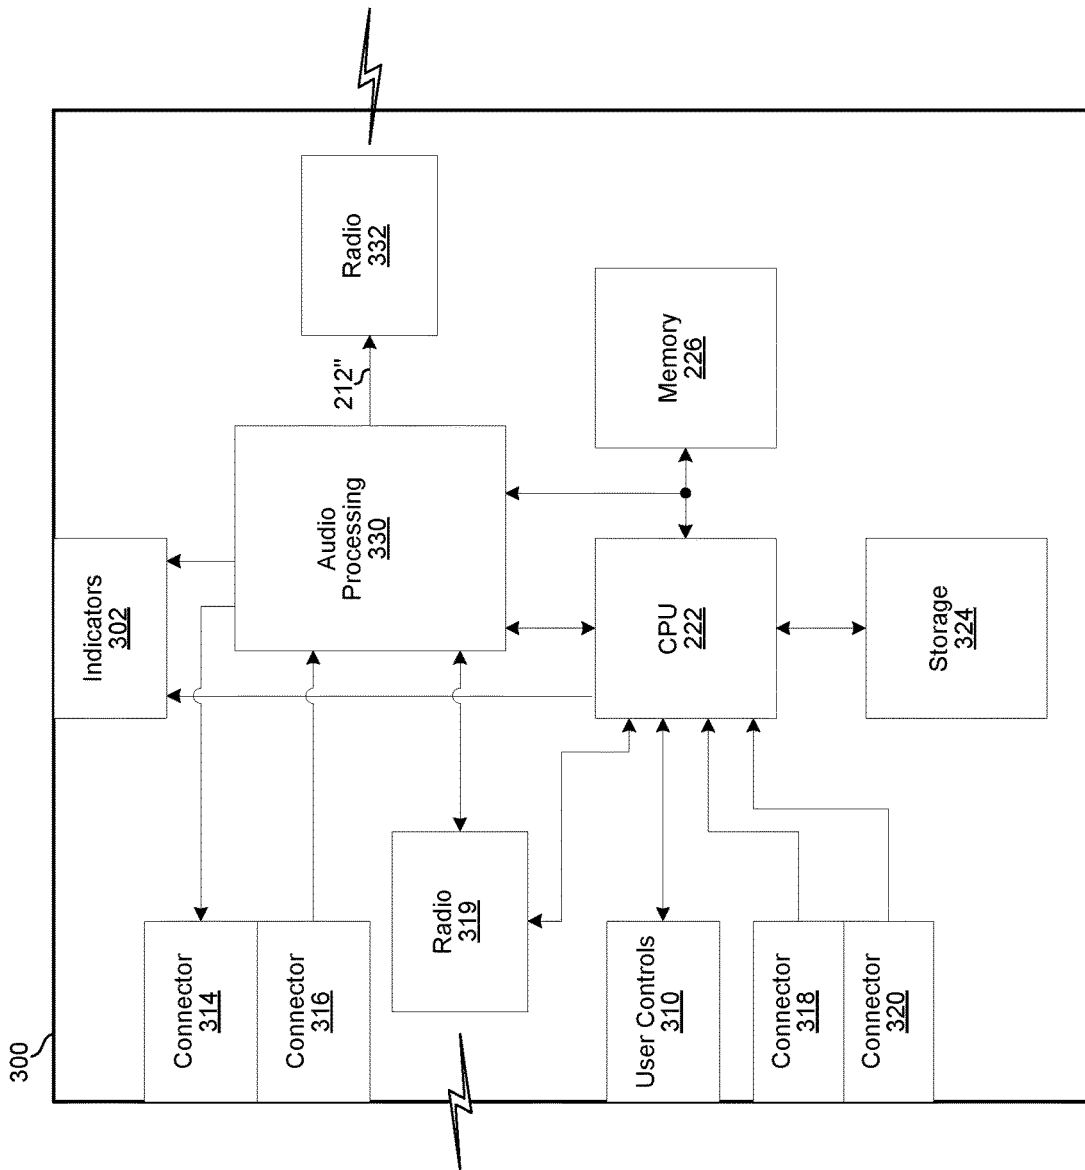 300
Indicators
302
Connector
314
Connector
316
Radio
319
User Controls
310
Connector
318
Connector
320
Audio
Processing
330
212"
Radio
332
CPU
222
Memory
226
Storage
324